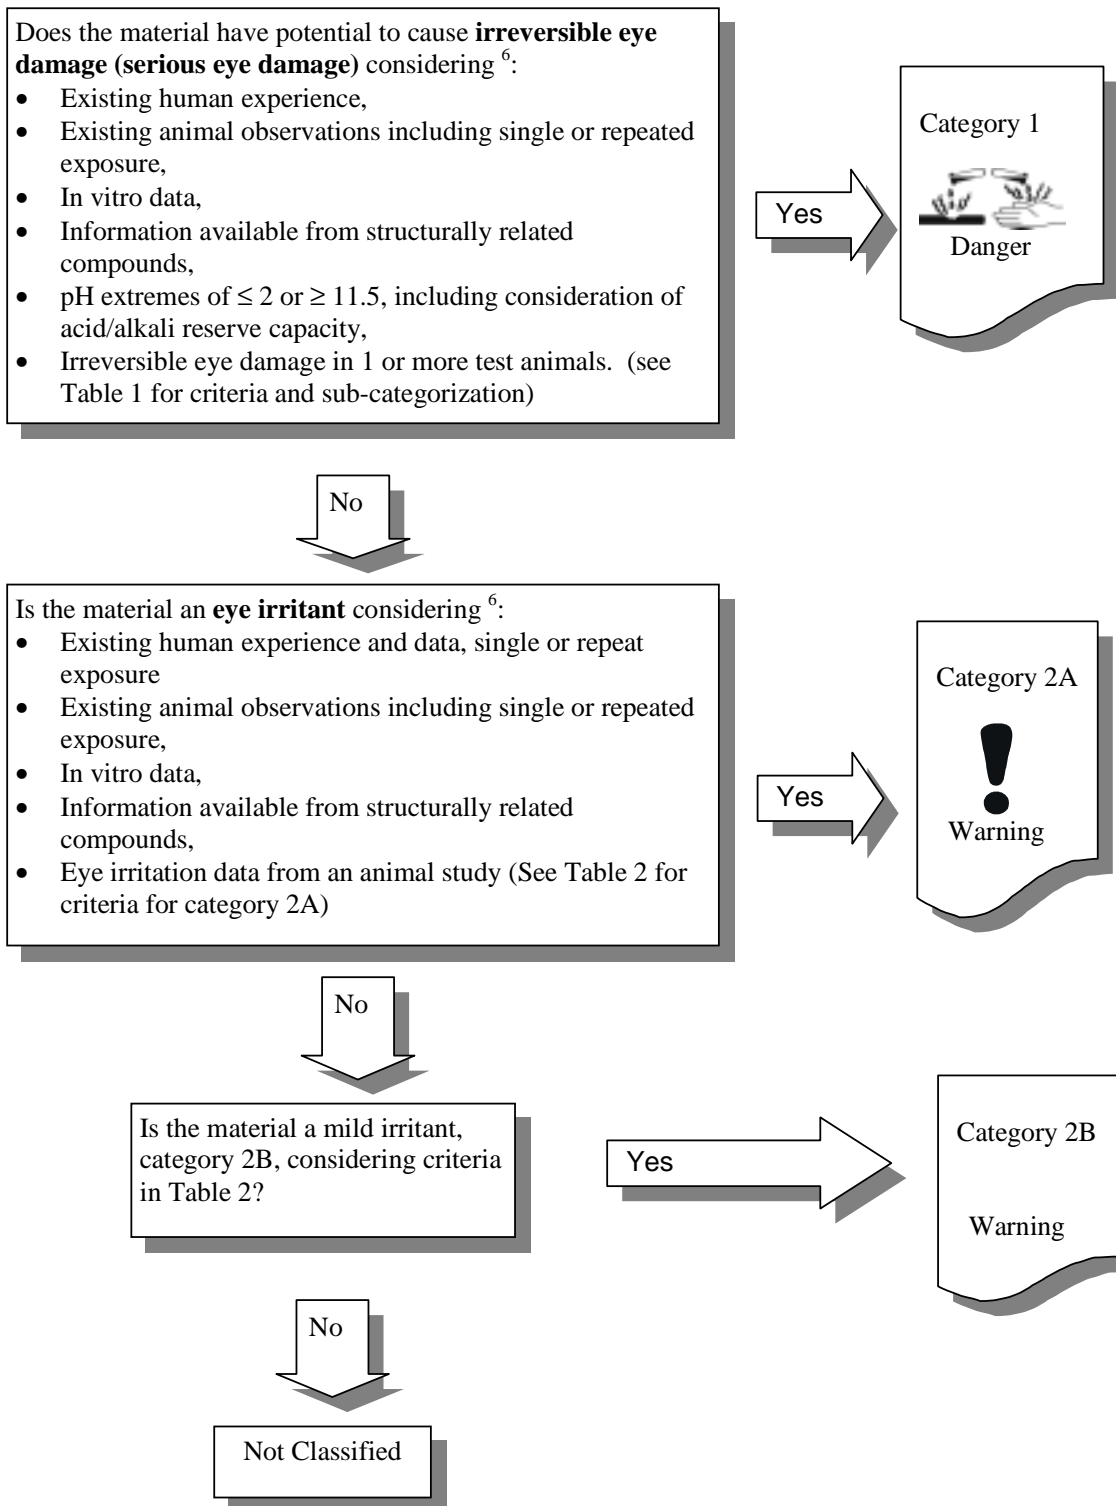 Does the material have potential to cause irreversible eye
damage (serious eye damage) considering 6:
• Existing human experience,
• Existing animal observations including single or repeated
exposure,
• In vitro data,
• Information available from structurally related
compounds,
• pH extremes of ≤ 2 or ≥ 11.5, including consideration of
acid/alkali reserve capacity,
• Irreversible eye damage in 1 or more test animals. (see
Table 1 for criteria and sub-categorization)
Yes
Category 1
Danger
No
Is the material an eye irritant considering 6:
• Existing human experience and data, single or repeat
exposure
• Existing animal observations including single or repeated
exposure,
• In vitro data,
• Information available from structurally related
compounds,
• Eye irritation data from an animal study (See Table 2 for
criteria for category 2A)
Yes
Category 2A
!
Warning
No
Is the material a mild irritant,
category 2B, considering criteria
in Table 2?
Yes
Category 2B
Warning
No
Not Classified